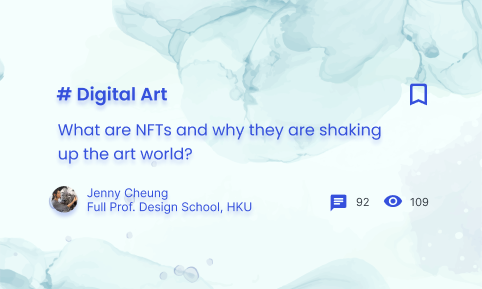 # Digital Art
What are NFTs and why they are shaking
up the art world?
Jenny Cheung
Full Prof. Design School, HKU
92 109